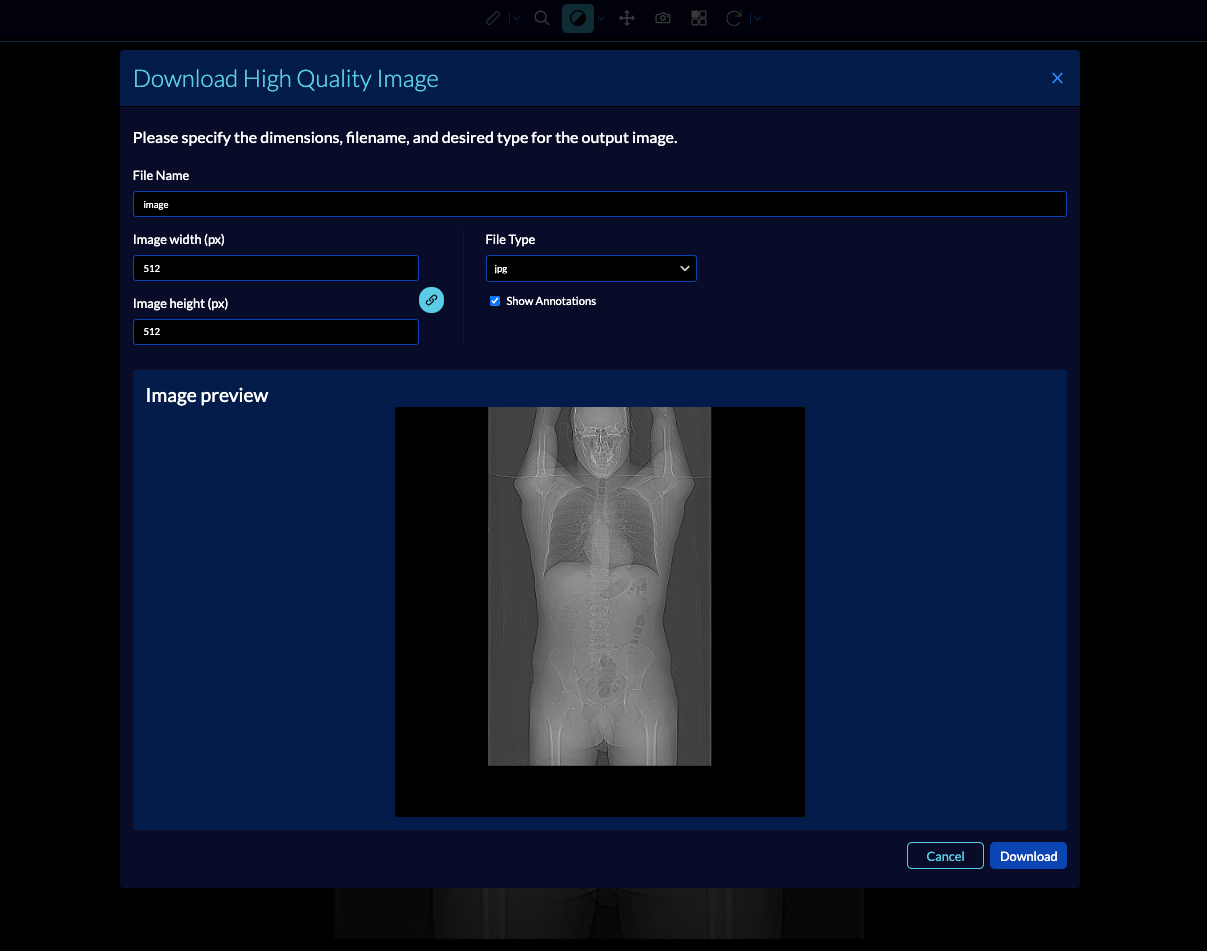 Download High Quality Image
Please specify the dimensions, filename, and desired type for the output image.
File Name
image
Image width (px)
512
Image height (px)
512
File Type
jpg
Show Annotations
Image preview
Cancel
Download